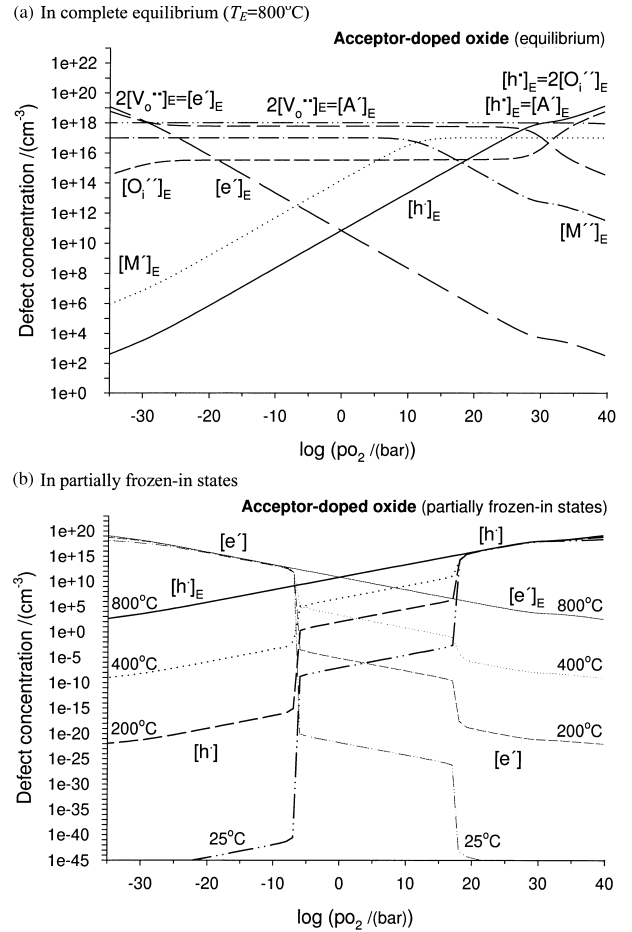 (a) In complete equilibrium (T_E=800°C)
Acceptor-doped oxide (equilibrium)
Defect concentration /(cm⁻³)
1e+22
1e+20
1e+18
1e+16
1e+14
1e+12
1e+10
1e+8
1e+6
1e+4
1e+2
1e+0
2[V_o¨]_E=[e´]_E
2[V_o¨]_E=[A´]_E
[h•]_E=2[O_i´´]_E
[h•]_E=[A´]_E
[O_i´´]_E
[e´]_E
[h·]_E
[M´´]_E
[M´]_E
-30 -20 -10 0 10 20 30 40
log (po₂ /(bar))
(b) In partially frozen-in states
Acceptor-doped oxide (partially frozen-in states)
Defect concentration /(cm⁻³)
1e+20
1e+15
1e+10
1e+5
1e+0
1e-5
1e-10
1e-15
1e-20
1e-25
1e-30
1e-35
1e-40
1e-45
[e´]
[h·]
[h·]_E
[e´]_E
800°C
800°C
400°C
400°C
200°C
200°C
[h·]
[e´]
25°C
25°C
-30 -20 -10 0 10 20 30 40
log (po₂ /(bar))